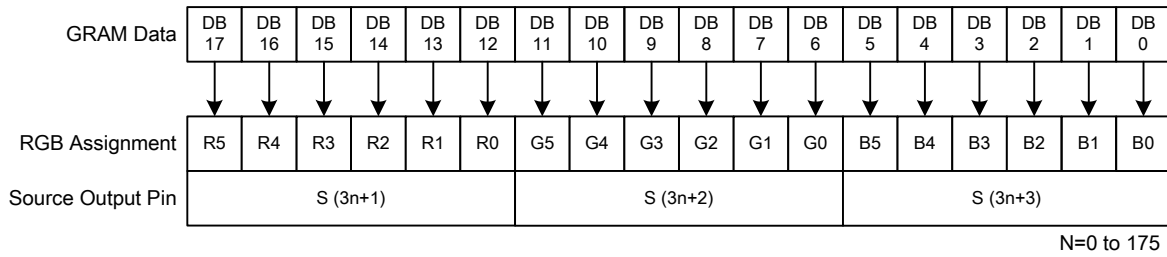 GRAM Data DB 17 DB 16 DB 15 DB 14 DB 13 DB 12 DB 11 DB 10 DB 9 DB 8 DB 7 DB 6 DB 5 DB 4 DB 3 DB 2 DB 1 DB 0
RGB Assignment R5 R4 R3 R2 R1 R0 G5 G4 G3 G2 G1 G0 B5 B4 B3 B2 B1 B0
Source Output Pin S (3n+1) S (3n+2) S (3n+3)
N=0 to 175